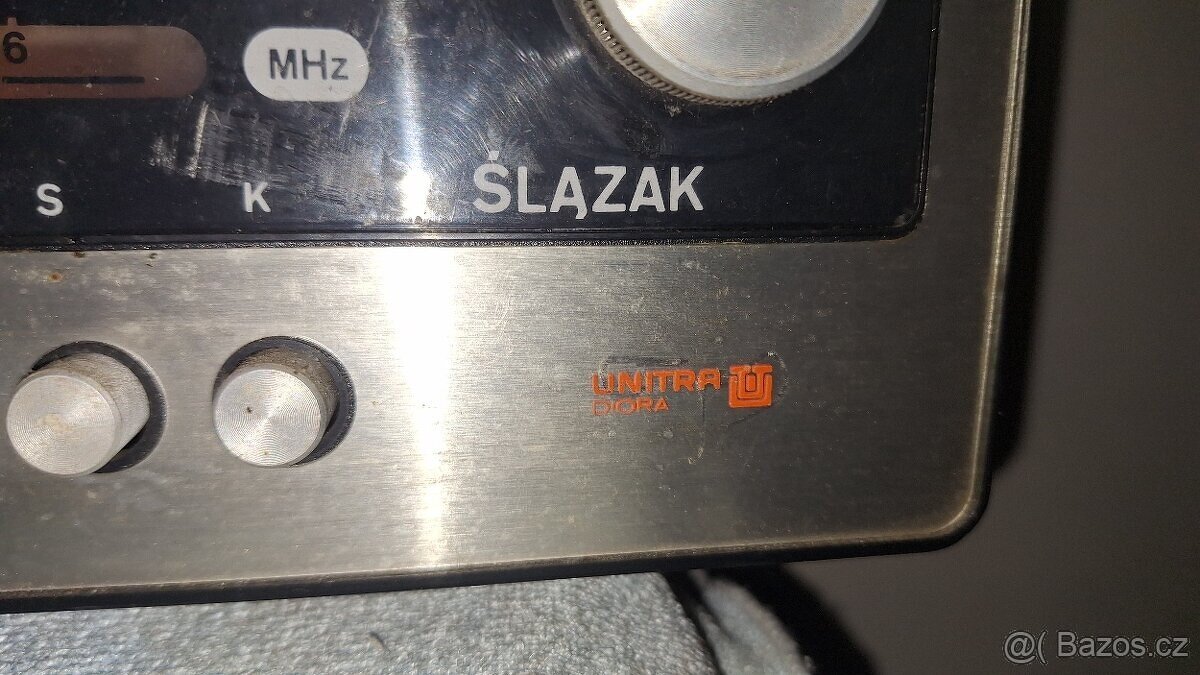 6
MHz
S K ŚLĄZAK
UNITRA
DIORA
@( Bazos.cz